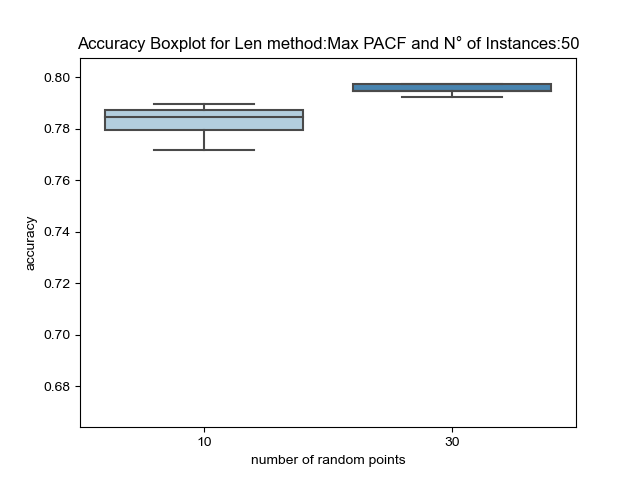 Accuracy Boxplot for Len method:Max PACF and N° of Instances:50
0.80
0.78
0.76
0.74
0.72
0.70
0.68
accuracy
10 30
number of random points